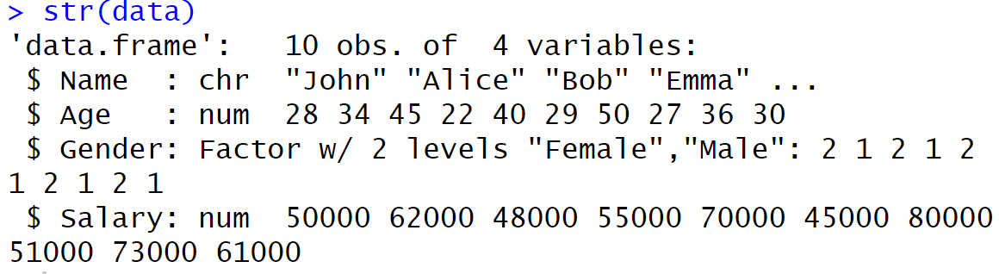 > str(data)
'data.frame':   10 obs. of  4 variables:
 $ Name  : chr  "John" "Alice" "Bob" "Emma" ...
 $ Age   : num  28 34 45 22 40 29 50 27 36 30
 $ Gender: Factor w/ 2 levels "Female","Male": 2 1 2 1 2
1 2 1 2 1
 $ Salary: num  50000 62000 48000 55000 70000 45000 80000
51000 73000 61000